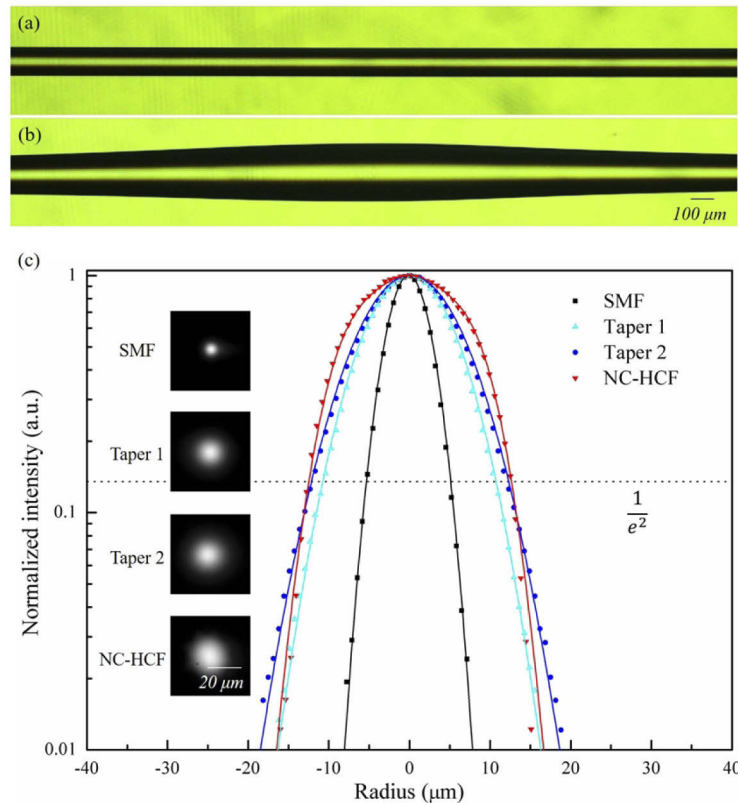 (a)
(b)
100 μm
(c)
Normalized intensity (a.u.)
1
0.1
0.01
SMF
Taper 1
Taper 2
NC-HCF
20 μm
SMF
Taper 1
Taper 2
NC-HCF
1
e²
-40 -30 -20 -10 0 10 20 30 40
Radius (μm)